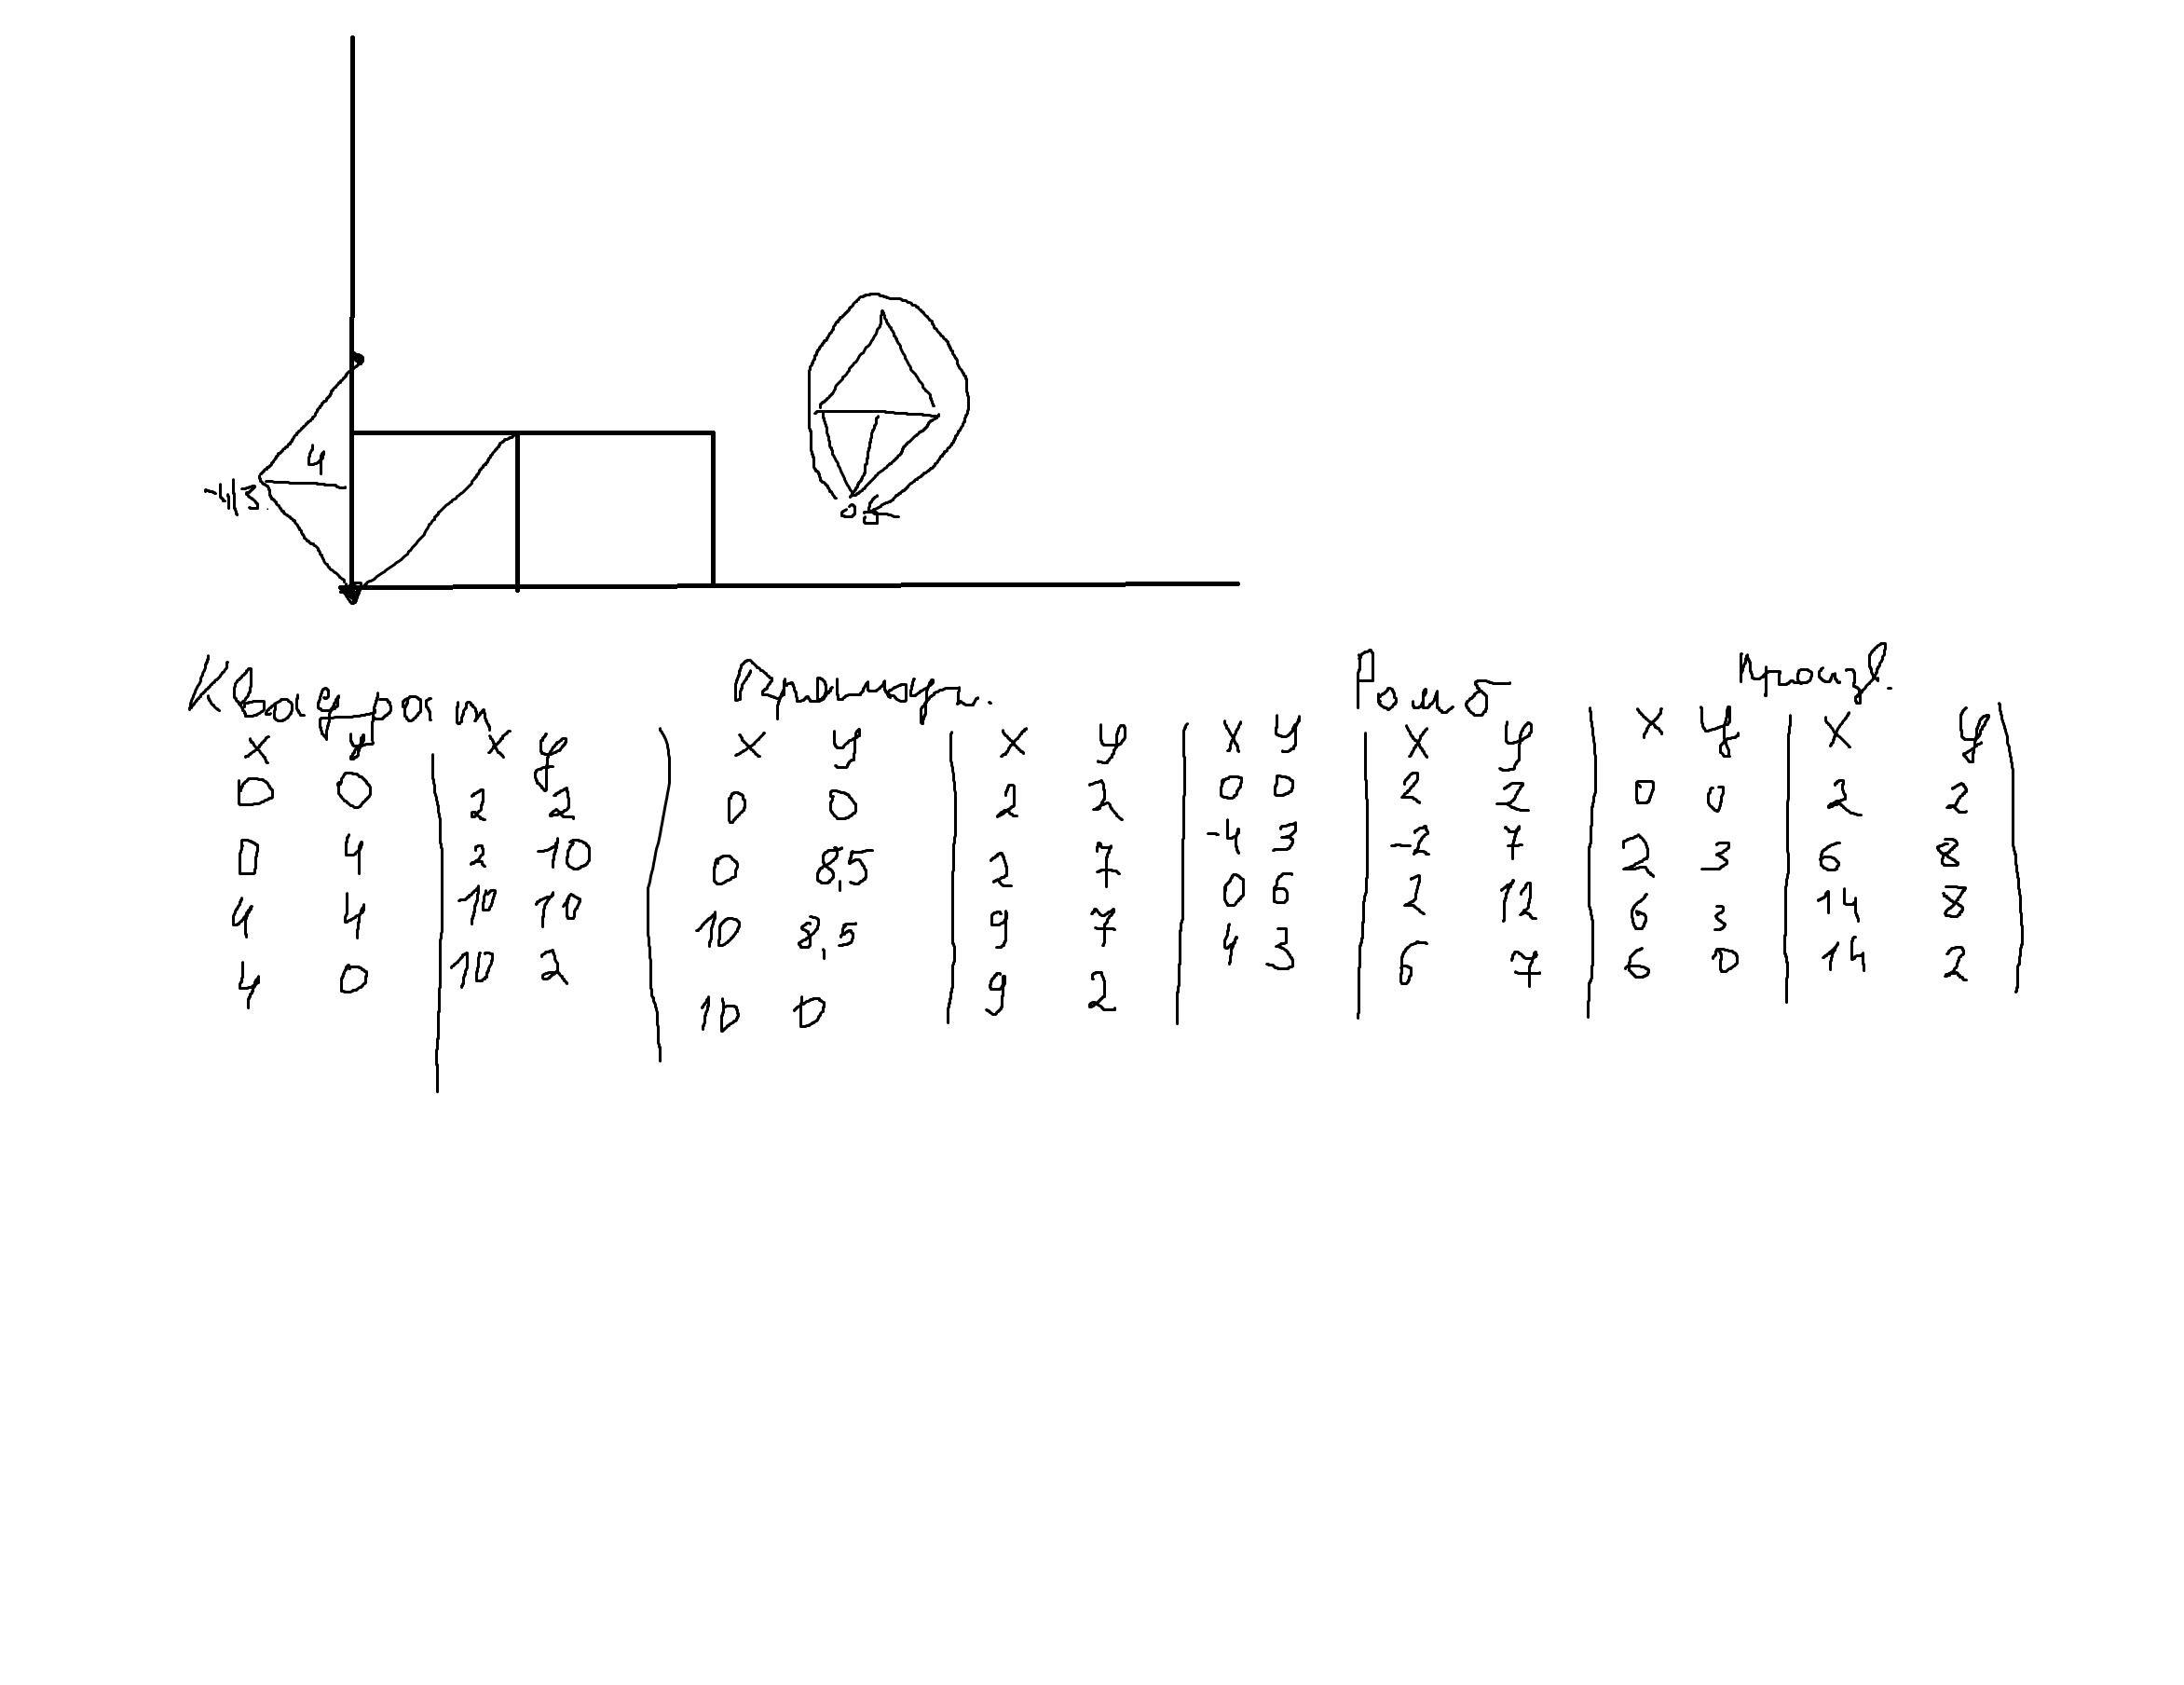 4
-4/3
00
Квадрат Прямоуг. Ромб Произв.
x y x y x y x y x y x y x y x y
0 0 2 2 0 0 2 2 0 0 2 2 0 0 2 2
0 4 2 10 0 8,5 2 7 -4 3 -2 7 2 3 6 8
4 4 10 10 10 8,5 9 7 0 6 2 12 6 3 14 8
4 0 10 2 10 0 9 2 4 3 6 7 6 0 14 2